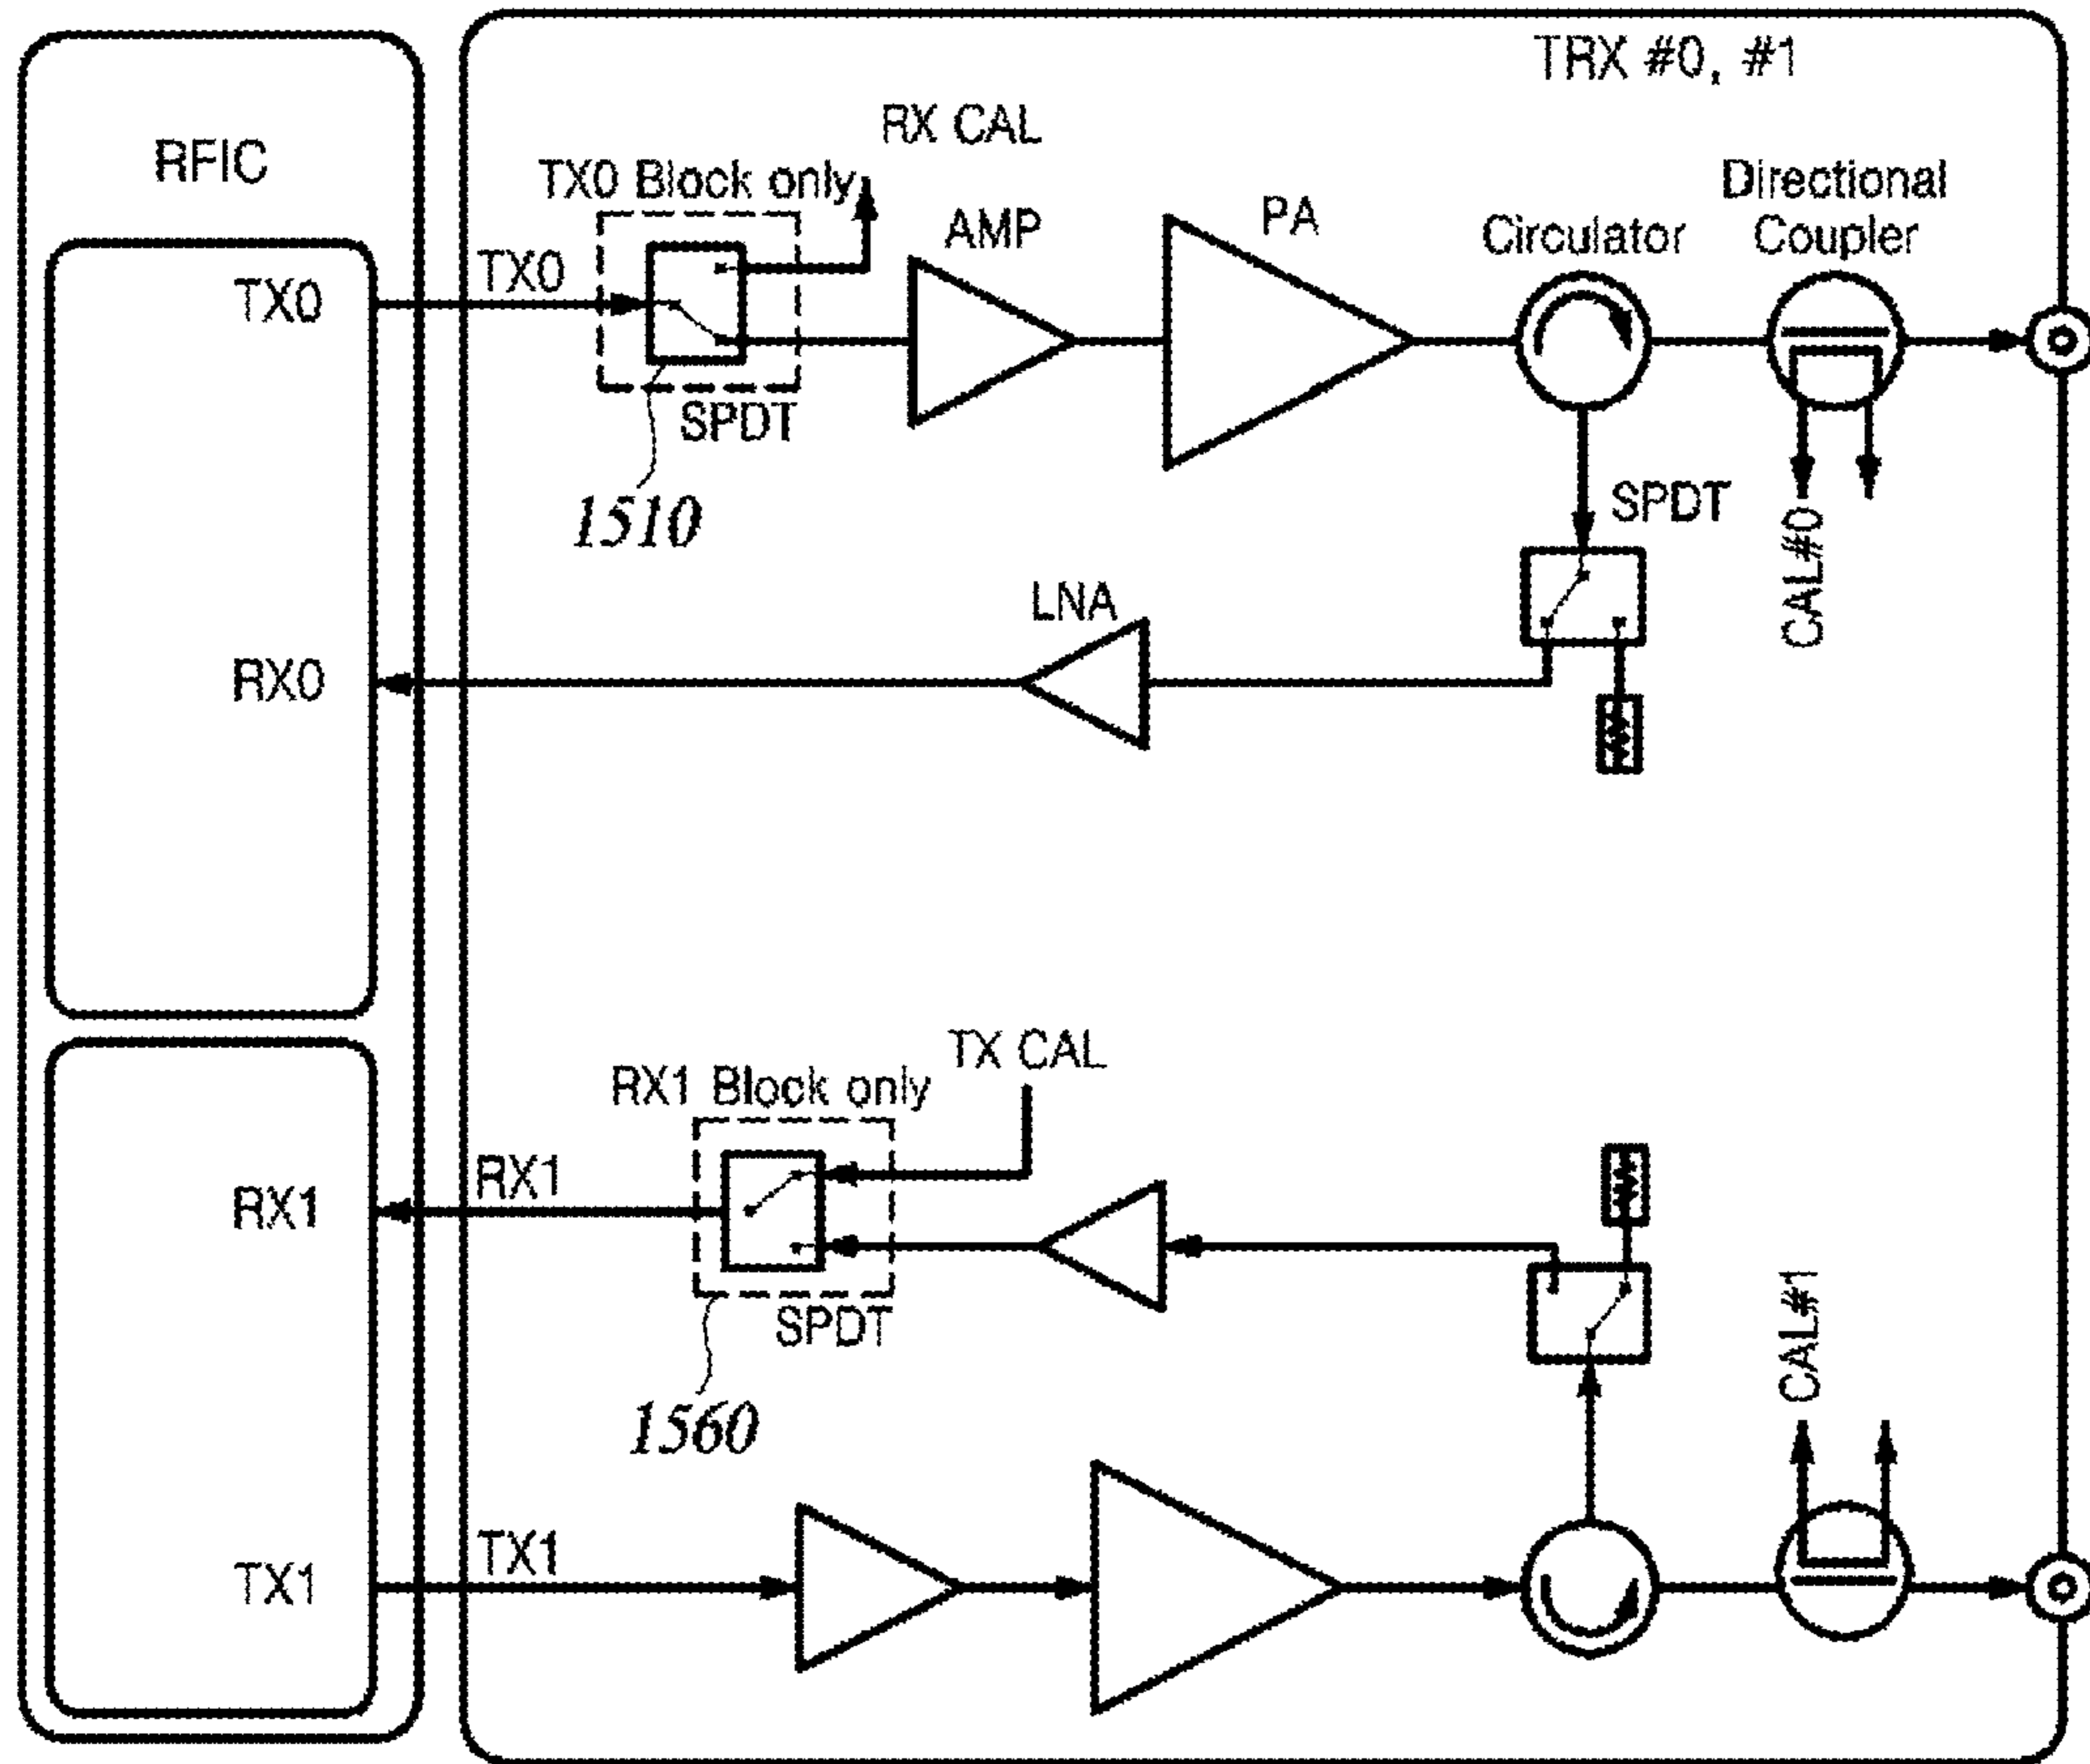 TRX #0, #1
RFIC
RX CAL
TX0 Block only
AMP
PA
Circulator
Directional
Coupler
TX0
TX0
SPDT
1510
SPDT
CAL#0
LNA
RX0
TX CAL
RX1 Block only
RX1
RX1
SPDT
1560
CAL#1
TX1
TX1